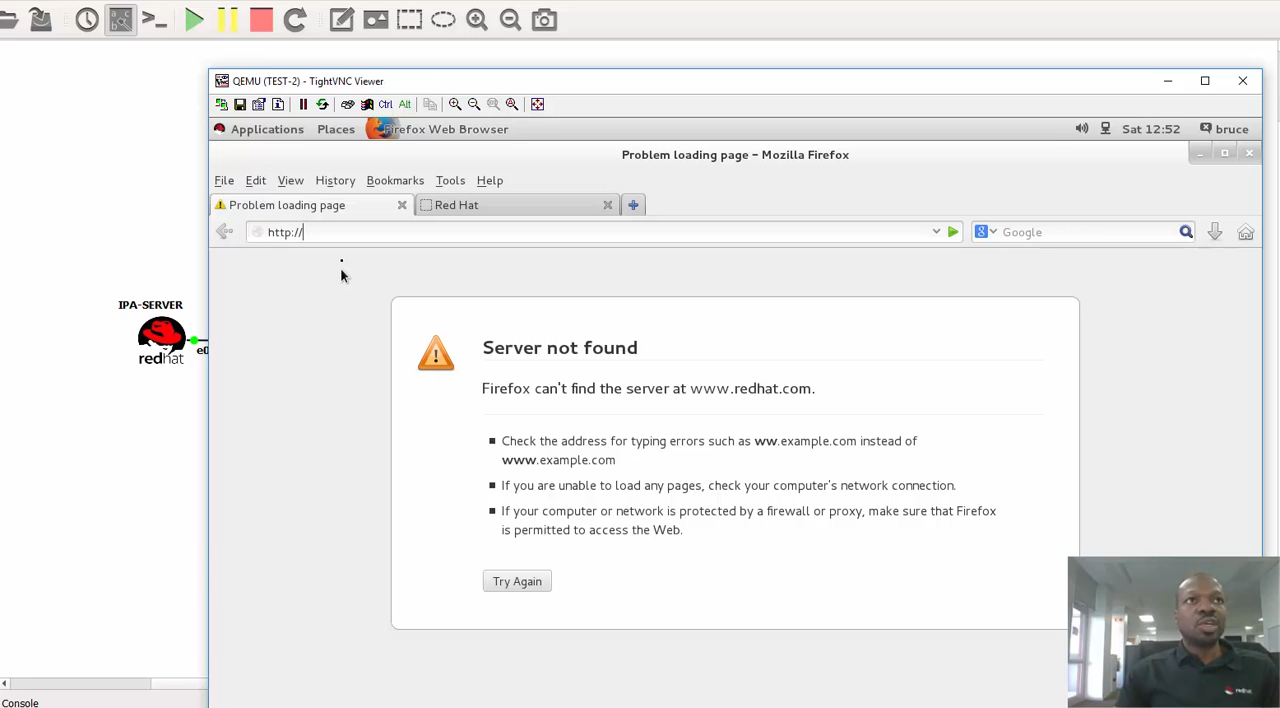 QEMU (TEST-2) - TightVNC Viewer
Ctrl Alt
Applications Places Firefox Web Browser Sat 12:52 bruce
Problem loading page – Mozilla Firefox
File Edit View History Bookmarks Tools Help
Problem loading page Red Hat
http:// Google
IPA-SERVER
redhat
e0
Server not found
Firefox can't find the server at www.redhat.com.
Check the address for typing errors such as ww.example.com instead of
www.example.com
If you are unable to load any pages, check your computer's network connection.
If your computer or network is protected by a firewall or proxy, make sure that Firefox
is permitted to access the Web.
Try Again
redhat
Console